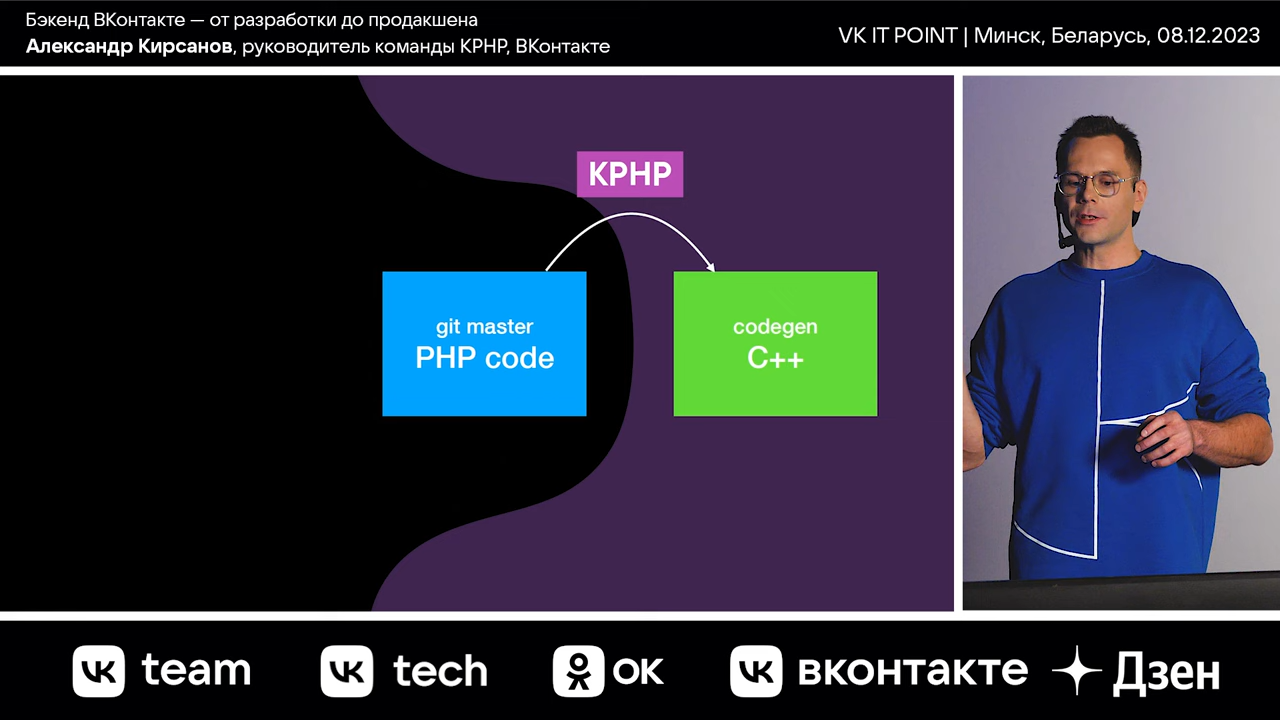 Бэкенд ВКонтакте — от разработки до продакшена
Александр Кирсанов, руководитель команды KPHP, ВКонтакте
VK IT POINT | Минск, Беларусь, 08.12.2023
KPHP
git master
PHP code
codegen
C++
team
tech
ОК
вконтакте
Дзен